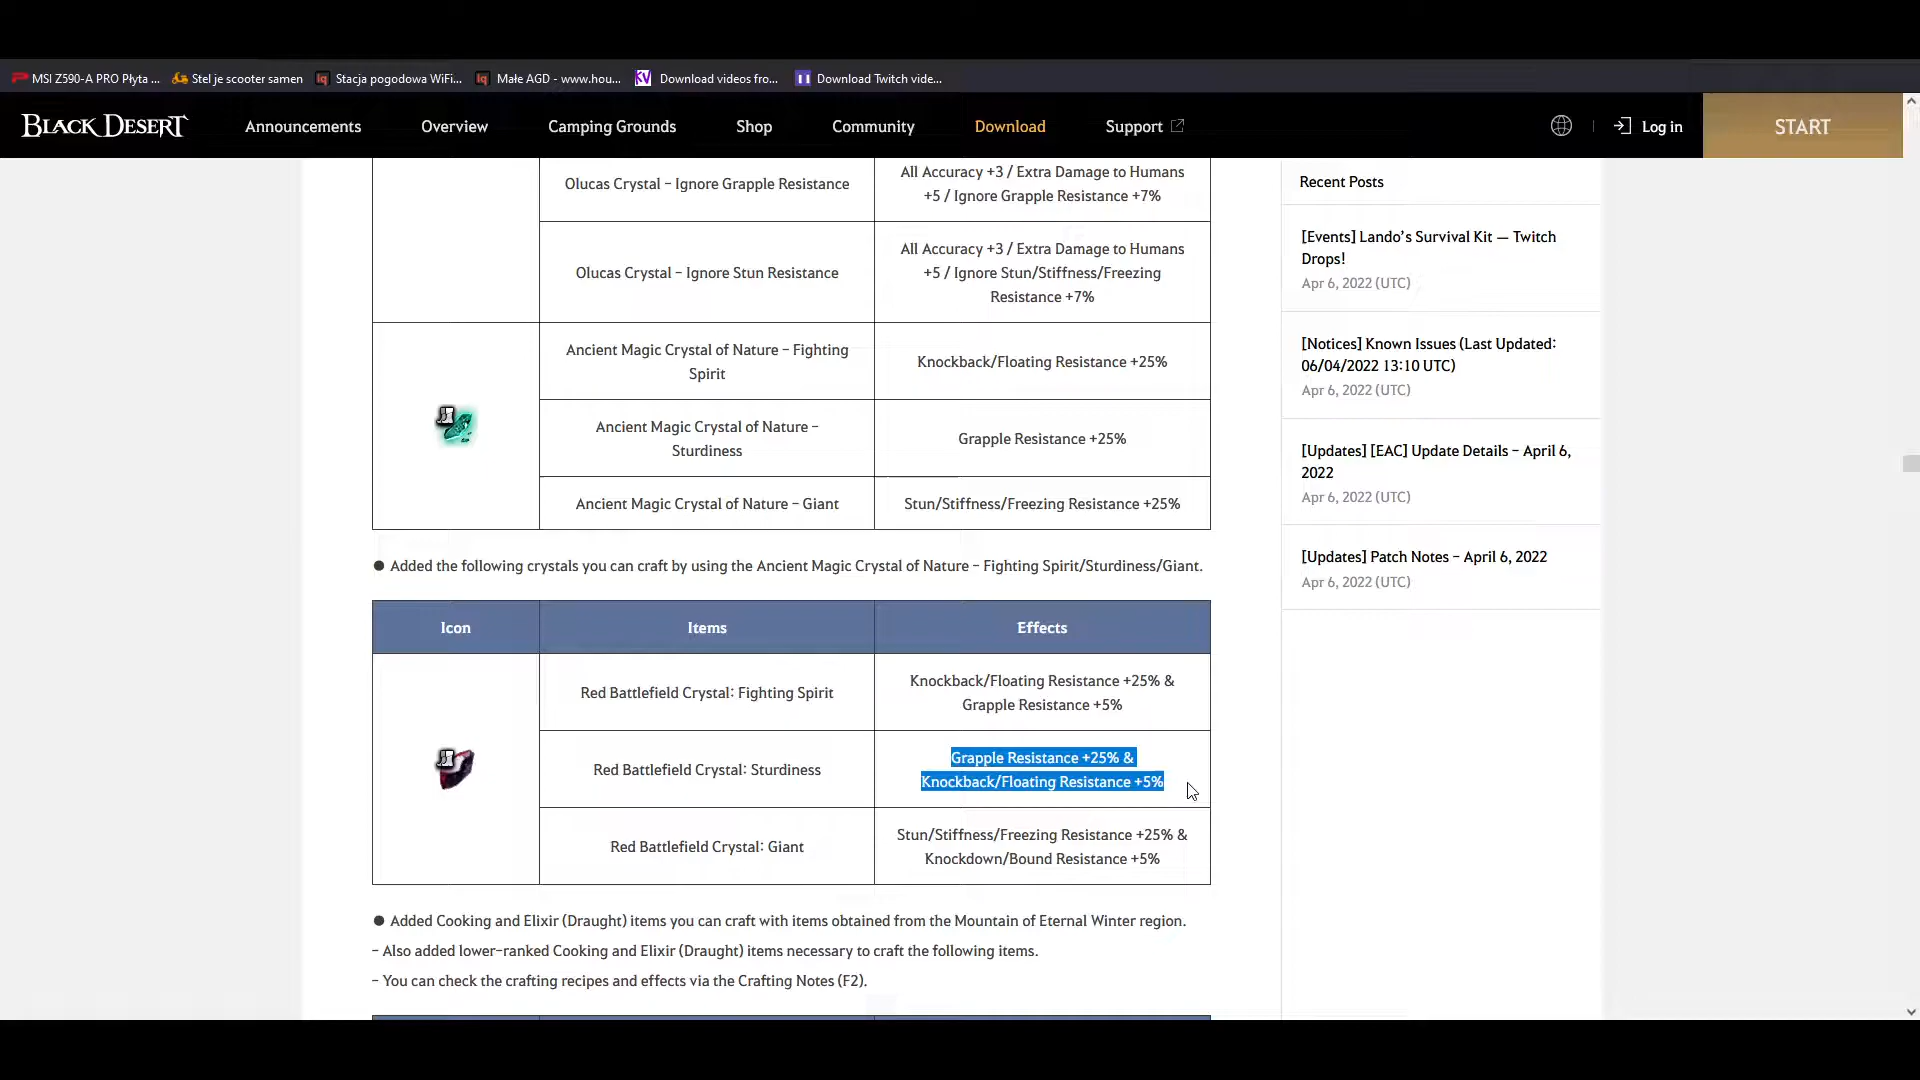 MSI Z590-A PRO Płyta ...
Stel je scooter samen
Stacja pogodowa WiFi...
Małe AGD - www.hou...
Download videos fro...
Download Twitch vide...
BLACK DESERT
Announcements
Overview
Camping Grounds
Shop
Community
Download
Support
Log in
START
Olucas Crystal – Ignore Grapple Resistance
All Accuracy +3 / Extra Damage to Humans
+5 / Ignore Grapple Resistance +7%
Olucas Crystal – Ignore Stun Resistance
All Accuracy +3 / Extra Damage to Humans
+5 / Ignore Stun/Stiffness/Freezing
Resistance +7%
Ancient Magic Crystal of Nature – Fighting
Spirit
Knockback/Floating Resistance +25%
Ancient Magic Crystal of Nature –
Sturdiness
Grapple Resistance +25%
Ancient Magic Crystal of Nature – Giant
Stun/Stiffness/Freezing Resistance +25%
● Added the following crystals you can craft by using the Ancient Magic Crystal of Nature – Fighting Spirit/Sturdiness/Giant.
Icon
Items
Effects
Red Battlefield Crystal: Fighting Spirit
Knockback/Floating Resistance +25% &
Grapple Resistance +5%
Red Battlefield Crystal: Sturdiness
Grapple Resistance +25% &
Knockback/Floating Resistance +5%
Red Battlefield Crystal: Giant
Stun/Stiffness/Freezing Resistance +25% &
Knockdown/Bound Resistance +5%
● Added Cooking and Elixir (Draught) items you can craft with items obtained from the Mountain of Eternal Winter region.
– Also added lower-ranked Cooking and Elixir (Draught) items necessary to craft the following items.
– You can check the crafting recipes and effects via the Crafting Notes (F2).
Recent Posts
[Events] Lando’s Survival Kit — Twitch
Drops!
Apr 6, 2022 (UTC)
[Notices] Known Issues (Last Updated:
06/04/2022 13:10 UTC)
Apr 6, 2022 (UTC)
[Updates] [EAC] Update Details – April 6,
2022
Apr 6, 2022 (UTC)
[Updates] Patch Notes – April 6, 2022
Apr 6, 2022 (UTC)